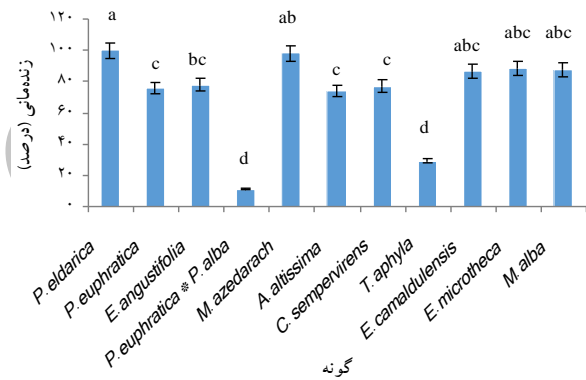 زنده‌مانی (درصد)
۱۲۰
۱۰۰
۸۰
۶۰
۴۰
۲۰
۰
a
c
bc
d
ab
c
c
d
abc
abc
abc
P. eldarica
P. euphratica
E. angustifolia
P. euphratica * P. alba
M. azedarach
A. altissima
C. sempervirens
T. aphyla
E. camaldulensis
E. microtheca
M. alba
گونه